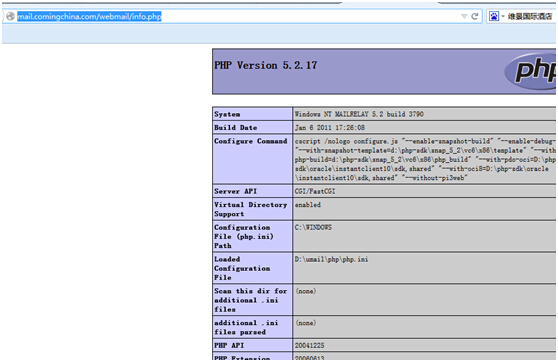 mail.comingchina.com/webmail/info.php
维景国际酒店
PHP Version 5.2.17
php
System Windows NT MAILRELAY 5.2 build 3790
Build Date Jan 6 2011 17:26:08
Configure Command cscript /nologo configure.js "--enable-snapshot-build" "--enable-debug-
"--with-snapshot-template=d:\php-sdk\snap_5_2\vc6\x86\template" "--with
php-build=d:\php-sdk\snap_5_2\vc6\x86\php_build" "--with-pdo-oci=D:\php
sdk\oracle\instantclient10\sdk,shared" "--with-oci8=D:\php-sdk\oracle
\instantclient10\sdk,shared" "--without-pi3web"
Server API CGI/FastCGI
Virtual Directory Support enabled
Configuration File (php.ini) Path C:\WINDOWS
Loaded Configuration File D:\umail\php\php.ini
Scan this dir for additional .ini files (none)
additional .ini files parsed (none)
PHP API 20041225
PHP Extension 20060613